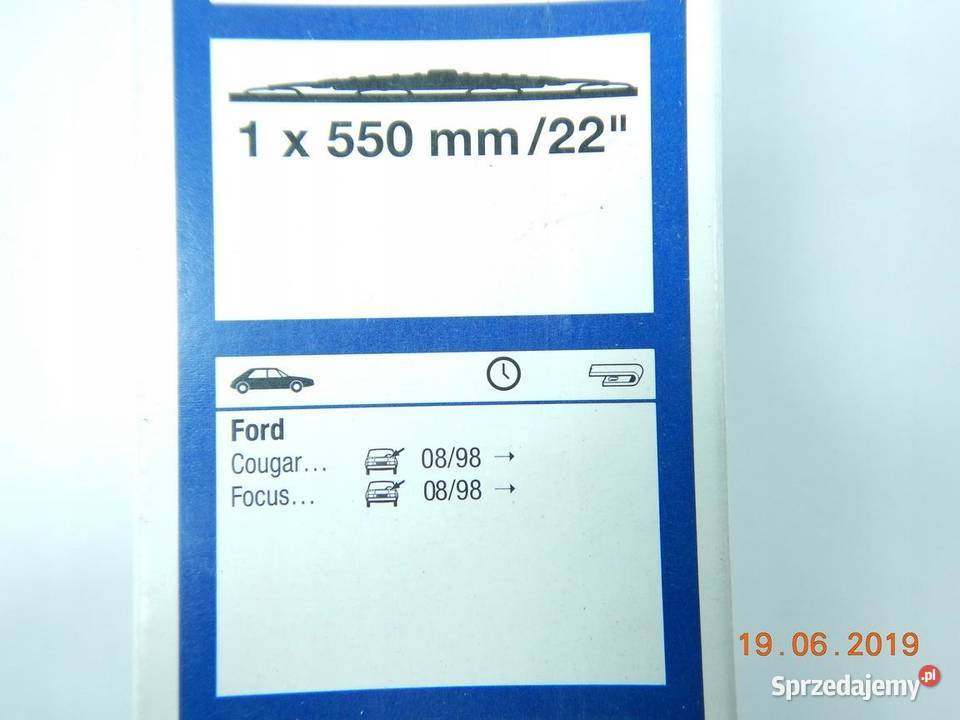 1 x 550 mm/22"
Ford
Cougar... 08/98 →
Focus... 08/98 →
19.06.2019
Sprzedajemy.pl